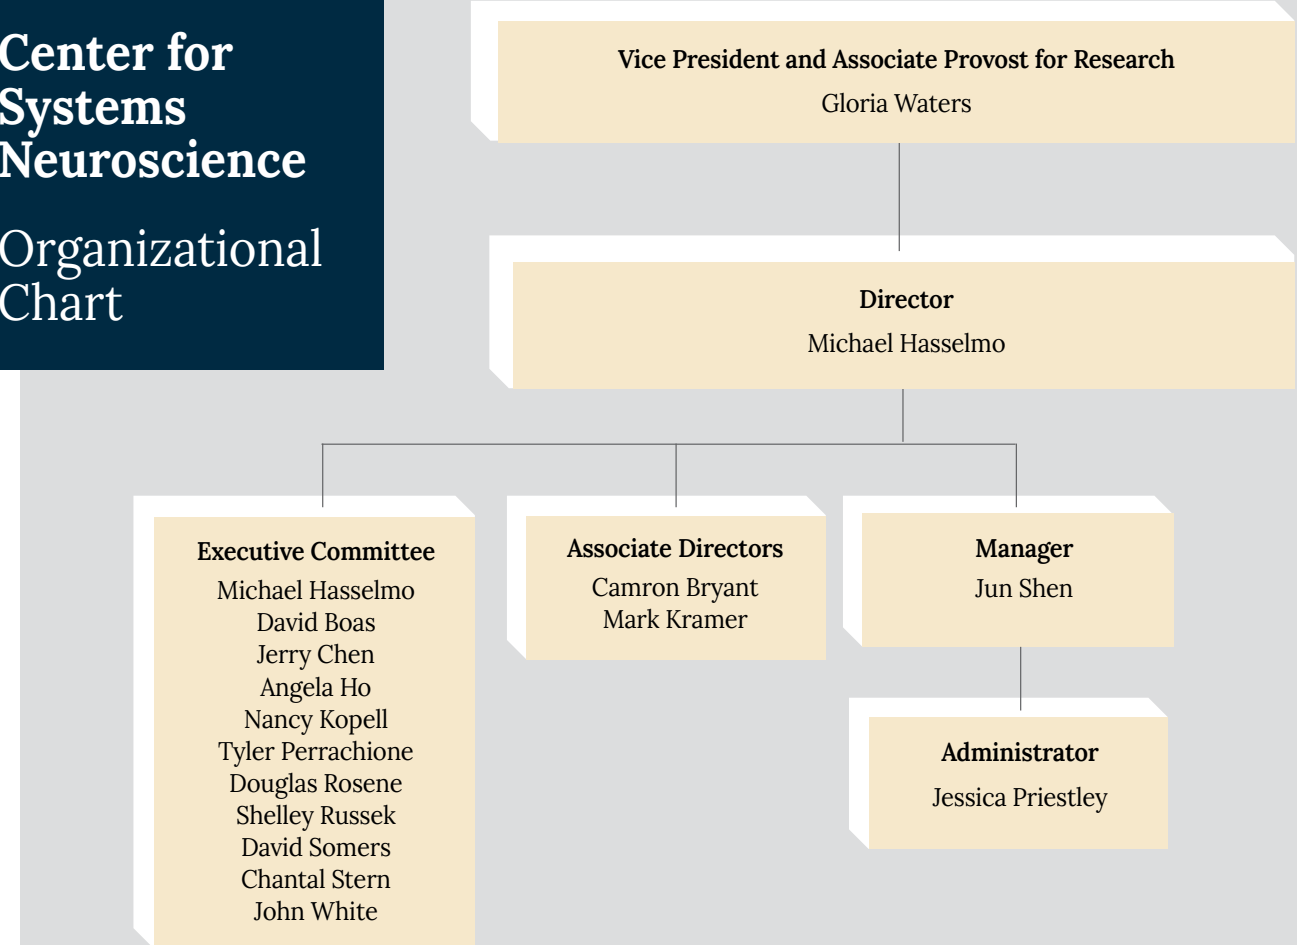 Center for
Systems
Neuroscience
Organizational
Chart
Vice President and Associate Provost for Research
Gloria Waters
Director
Michael Hasselmo
Executive Committee
Michael Hasselmo
David Boas
Jerry Chen
Angela Ho
Nancy Kopell
Tyler Perrachione
Douglas Rosene
Shelley Russek
David Somers
Chantal Stern
John White
Associate Directors
Camron Bryant
Mark Kramer
Manager
Jun Shen
Administrator
Jessica Priestley